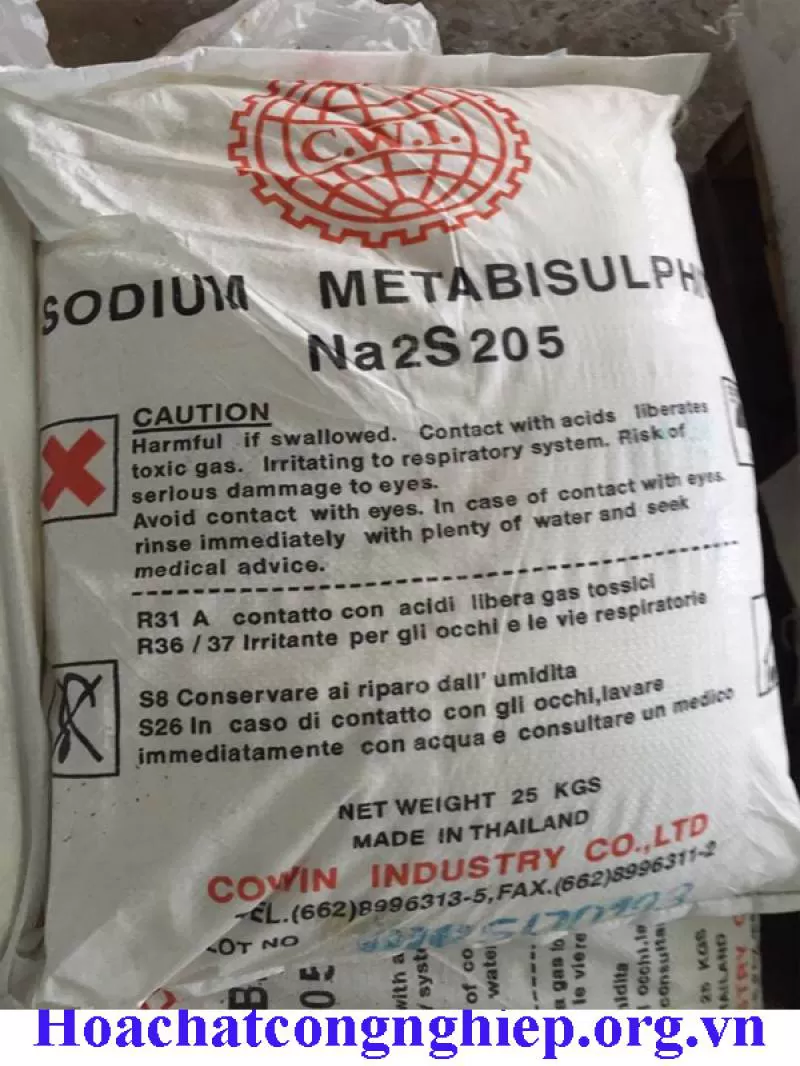 C.W.I.
SODIUM METABISULPHI
Na2S205
CAUTION
Harmful if swallowed. Contact with acids liberates
toxic gas. Irritating to respiratory system. Risk of
serious dammage to eyes.
Avoid contact with eyes. In case of contact with eyes.
rinse immediately with plenty of water and seek
medical advice.
R31 A contatto con acidi libera gas tossici
R36 / 37 Irritante per gli occhi e le vie respiratorie
S8 Conservare ai riparo dall' umidita
S26 In caso di contatto con gli occhi,lavare
immediatamente con acqua e consultare un medico
NET WEIGHT 25 KGS
MADE IN THAILAND
COWIN INDUSTRY CO.,LTD
TEL.(662)8996313-5,FAX.(662)8996311-2
LOT NO
Hoachatcongnghiep.org.vn